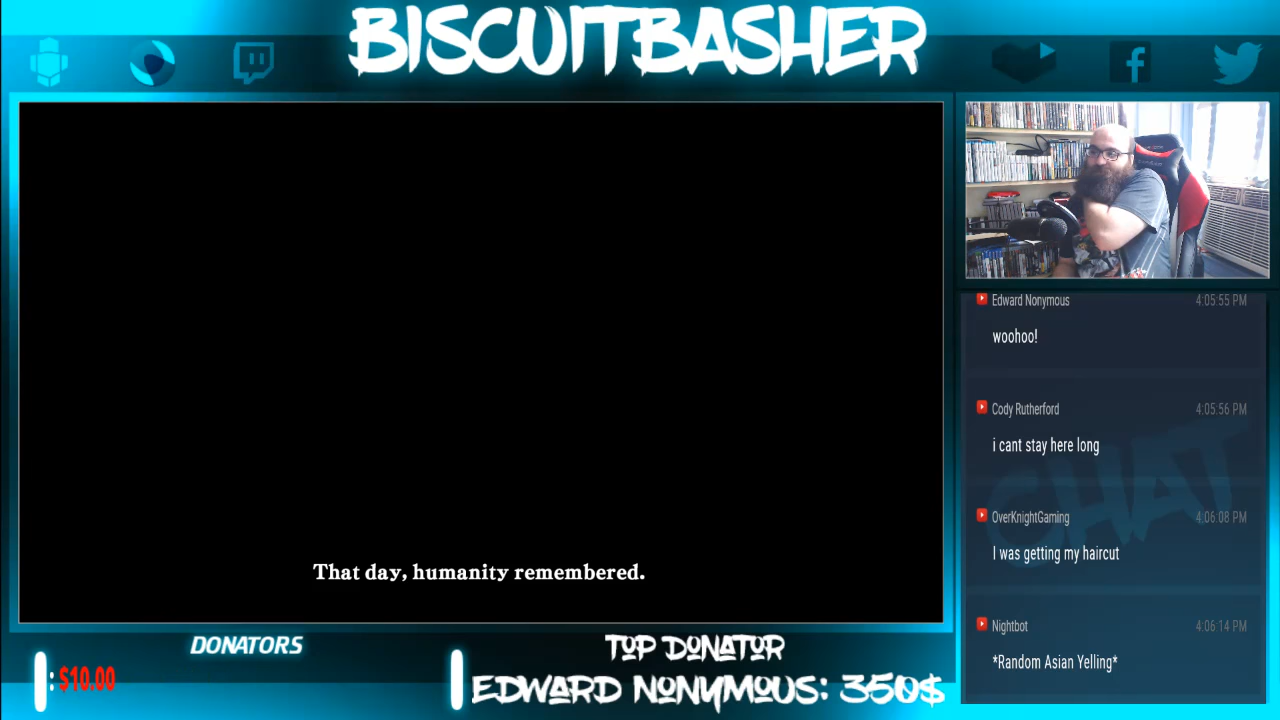 BISCUITBASHER
That day, humanity remembered.
Edward Nonymous 4:05:55 PM
woohoo!
Cody Rutherford 4:05:56 PM
i cant stay here long
OverKnightGaming 4:06:08 PM
I was getting my haircut
Nightbot 4:06:14 PM
*Random Asian Yelling*
CHAT
DONATORS
: $10.00
TOP DONATOR
EDWARD NONYMOUS: 350$